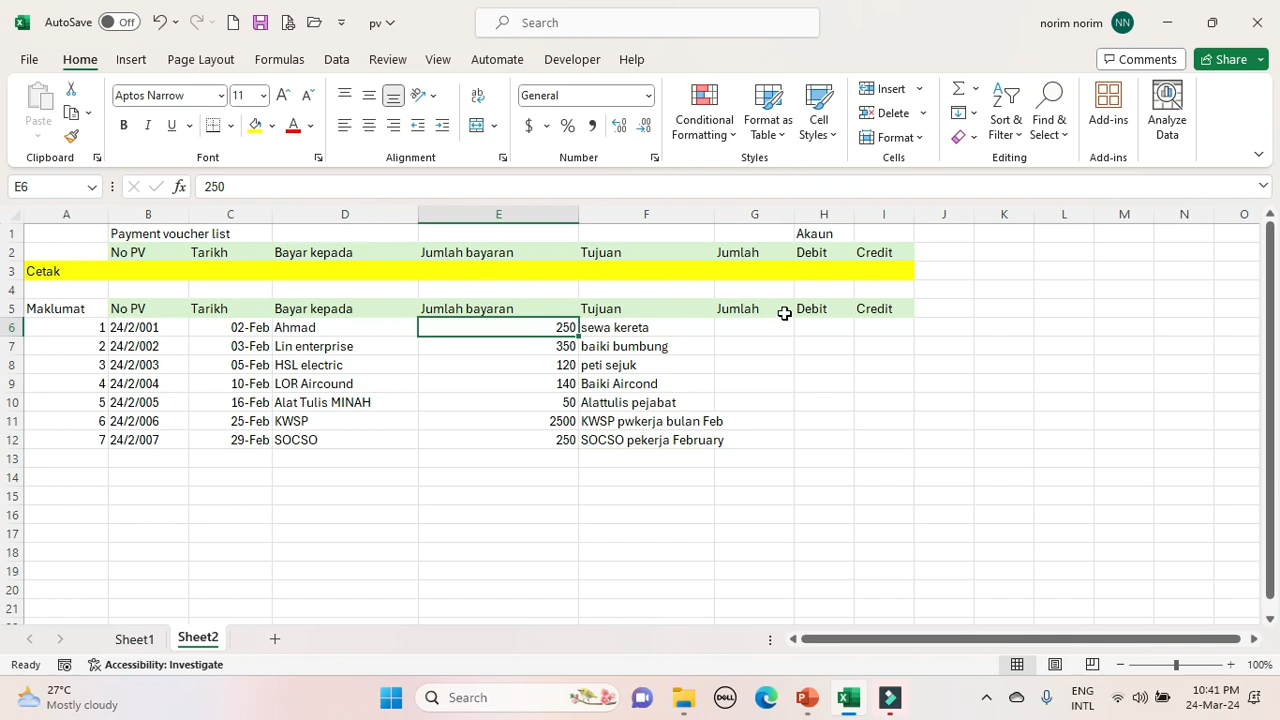 AutoSave Off pv Search norim norim NN
File Home Insert Page Layout Formulas Data Review View Automate Developer Help Comments Share
Paste Aptos Narrow 11 General Conditional Formatting Format as Table Cell Styles Insert Delete Format Sort & Filter Find & Select Add-ins Analyze Data
Clipboard Font Alignment Number Styles Cells Editing Add-ins
E6 250
A B C D E F G H I J K L M N O
1 Payment voucher list Akaun
2 No PV Tarikh Bayar kepada Jumlah bayaran Tujuan Jumlah Debit Credit
3 Cetak
4
5 Maklumat No PV Tarikh Bayar kepada Jumlah bayaran Tujuan Jumlah Debit Credit
6 1 24/2/001 02-Feb Ahmad 250 sewa kereta
7 2 24/2/002 03-Feb Lin enterprise 350 baiki bumbung
8 3 24/2/003 05-Feb HSL electric 120 peti sejuk
9 4 24/2/004 10-Feb LOR Aircound 140 Baiki Aircond
10 5 24/2/005 16-Feb Alat Tulis MINAH 50 Alattulis pejabat
11 6 24/2/006 25-Feb KWSP 2500 KWSP pwkerja bulan Feb
12 7 24/2/007 29-Feb SOCSO 250 SOCSO pekerja February
13
14
15
16
17
18
19
20
21
Sheet1 Sheet2
Ready Accessibility: Investigate 100%
27°C Mostly cloudy Search DELL ENG INTL 10:41 PM 24-Mar-24